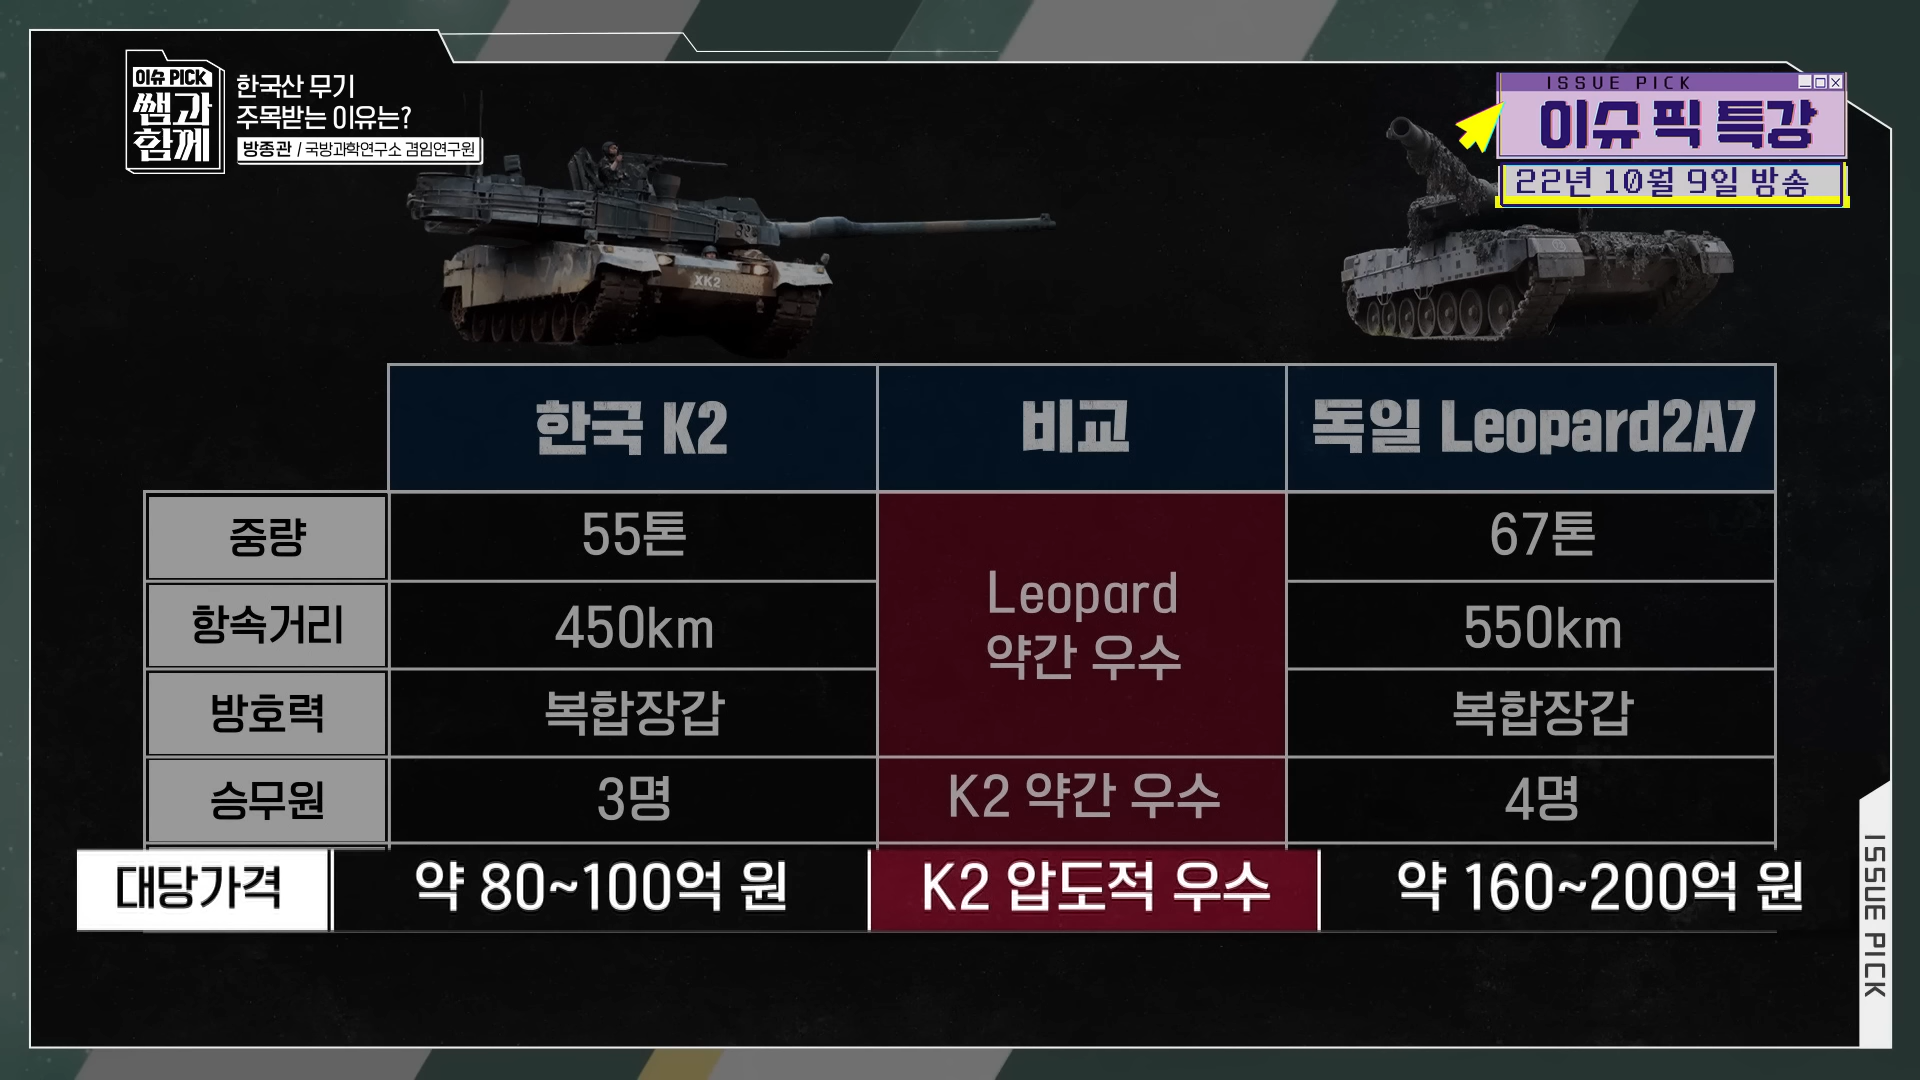 이슈 PICK
쌤과
함께
한국산 무기
주목받는 이유는?
방종관 / 국방과학연구소 겸임연구원
ISSUE PICK
이슈 픽 특강
22년 10월 9일 방송
XK2
한국 K2 비교 독일 Leopard2A7
중량 55톤 67톤
항속거리 450km Leopard 550km
약간 우수
방호력 복합장갑 복합장갑
승무원 3명 K2 약간 우수 4명
대당가격 약 80~100억 원 K2 압도적 우수 약 160~200억 원
ISSUE PICK